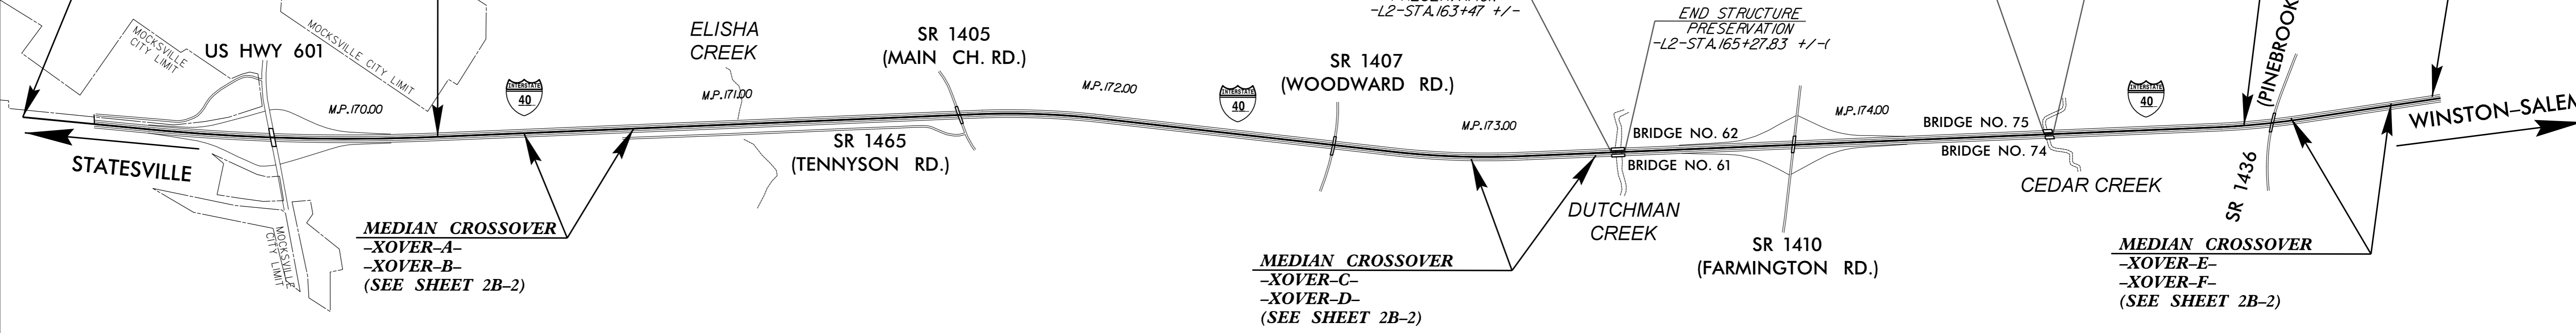 -L2-STA.163+47 +/-
END STRUCTURE
PRESERVATION
-L2-STA.165+27.83 +/-(
MOCKSVILLE
CITY LIMIT
MOCKSVILLE CITY LIMIT
US HWY 601
ELISHA
CREEK
SR 1405
(MAIN CH. RD.)
SR 1407
(WOODWARD RD.)
(PINEBROOK
M.P.170.00
INTERSTATE
40
M.P.171.00
M.P.172.00
INTERSTATE
40
M.P.173.00
M.P.174.00
INTERSTATE
40
STATESVILLE
SR 1465
(TENNYSON RD.)
BRIDGE NO. 62
BRIDGE NO. 61
BRIDGE NO. 75
BRIDGE NO. 74
WINSTON-SALEM
CEDAR CREEK
SR 1436
DUTCHMAN
CREEK
SR 1410
(FARMINGTON RD.)
MOCKSVILLE
CITY LIMIT
MEDIAN CROSSOVER
-XOVER-A-
-XOVER-B-
(SEE SHEET 2B-2)
MEDIAN CROSSOVER
-XOVER-C-
-XOVER-D-
(SEE SHEET 2B-2)
MEDIAN CROSSOVER
-XOVER-E-
-XOVER-F-
(SEE SHEET 2B-2)